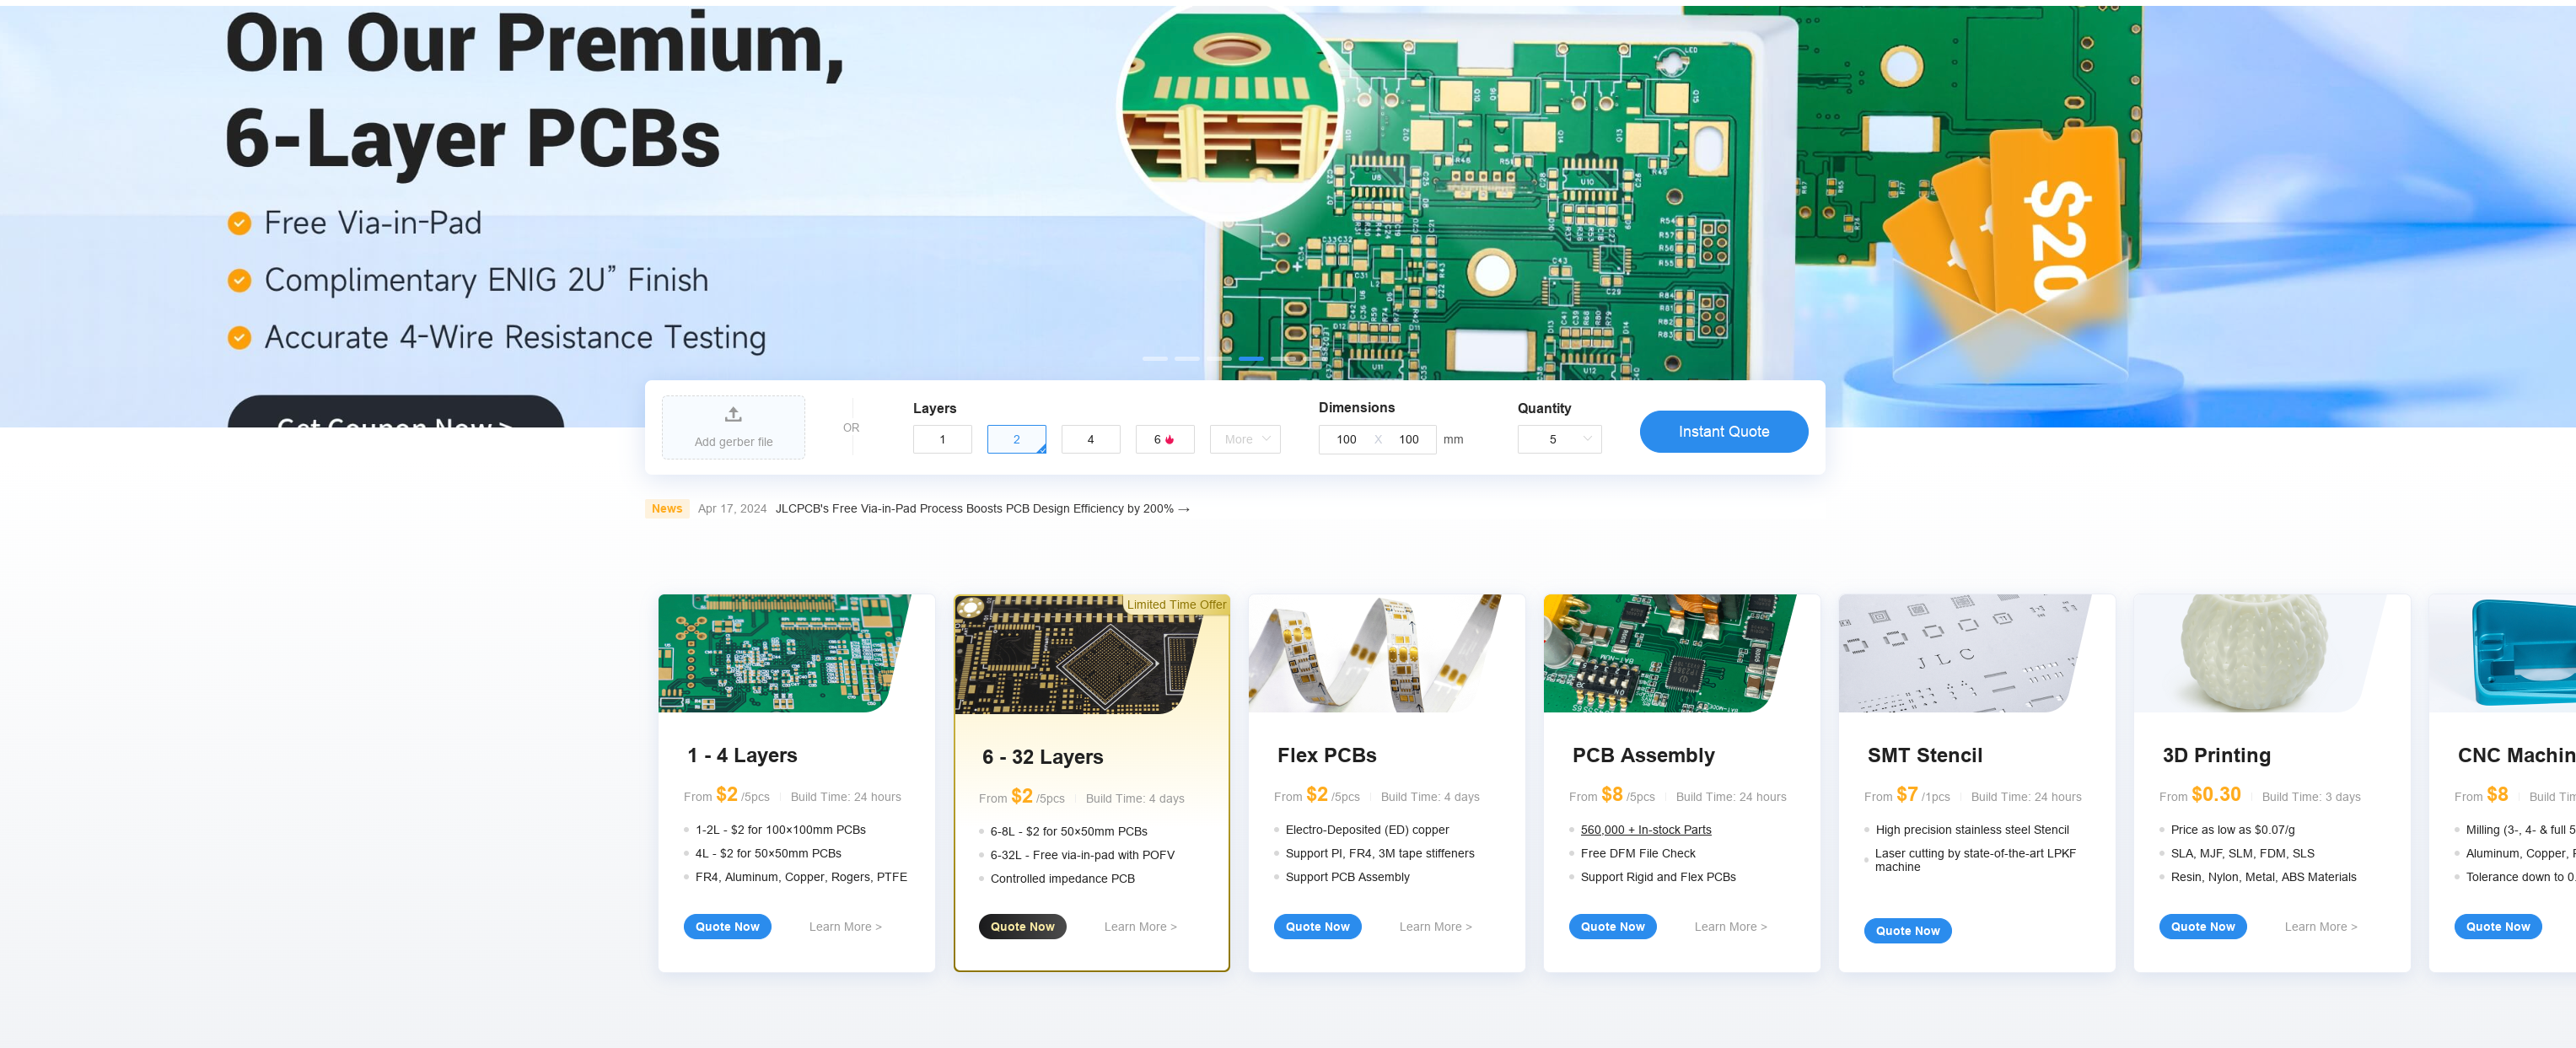 On Our Premium,
6-Layer PCBs
Free Via-in-Pad
Complimentary ENIG 2U” Finish
Accurate 4-Wire Resistance Testing
Get Coupon Now >
$20
Add gerber file
OR
Layers
1
2
4
6
More
Dimensions
100 X 100 mm
Quantity
5
Instant Quote
News Apr 17, 2024 JLCPCB's Free Via-in-Pad Process Boosts PCB Design Efficiency by 200% →
1 - 4 Layers
From $2 /5pcs Build Time: 24 hours
1-2L - $2 for 100×100mm PCBs
4L - $2 for 50×50mm PCBs
FR4, Aluminum, Copper, Rogers, PTFE
Quote Now Learn More >
Limited Time Offer
6 - 32 Layers
From $2 /5pcs Build Time: 4 days
6-8L - $2 for 50×50mm PCBs
6-32L - Free via-in-pad with POFV
Controlled impedance PCB
Quote Now Learn More >
Flex PCBs
From $2 /5pcs Build Time: 4 days
Electro-Deposited (ED) copper
Support PI, FR4, 3M tape stiffeners
Support PCB Assembly
Quote Now Learn More >
PCB Assembly
From $8 /5pcs Build Time: 24 hours
560,000 + In-stock Parts
Free DFM File Check
Support Rigid and Flex PCBs
Quote Now Learn More >
JLC
SMT Stencil
From $7 /1pcs Build Time: 24 hours
High precision stainless steel Stencil
Laser cutting by state-of-the-art LPKF
machine
Quote Now
3D Printing
From $0.30 Build Time: 3 days
Price as low as $0.07/g
SLA, MJF, SLM, FDM, SLS
Resin, Nylon, Metal, ABS Materials
Quote Now Learn More >
CNC Machin
From $8 Build Tim
Milling (3-, 4- & full 5
Aluminum, Copper,
Tolerance down to 0.
Quote Now